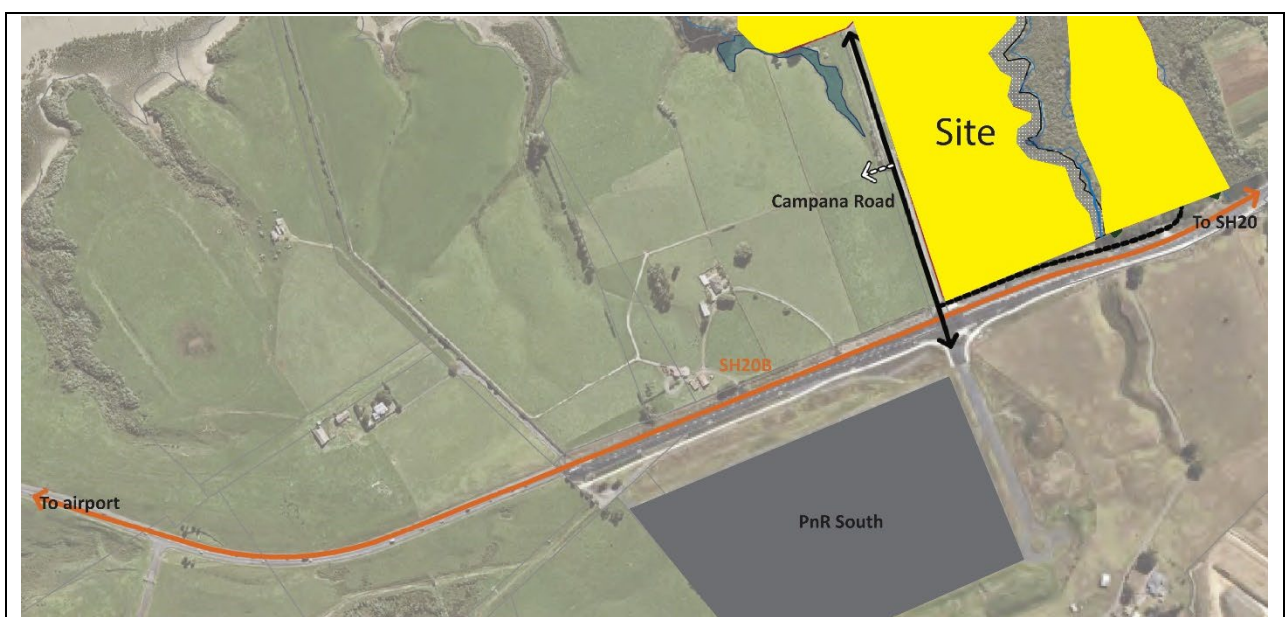 Site
Campana Road
To SH20
SH20B
To airport
PnR South